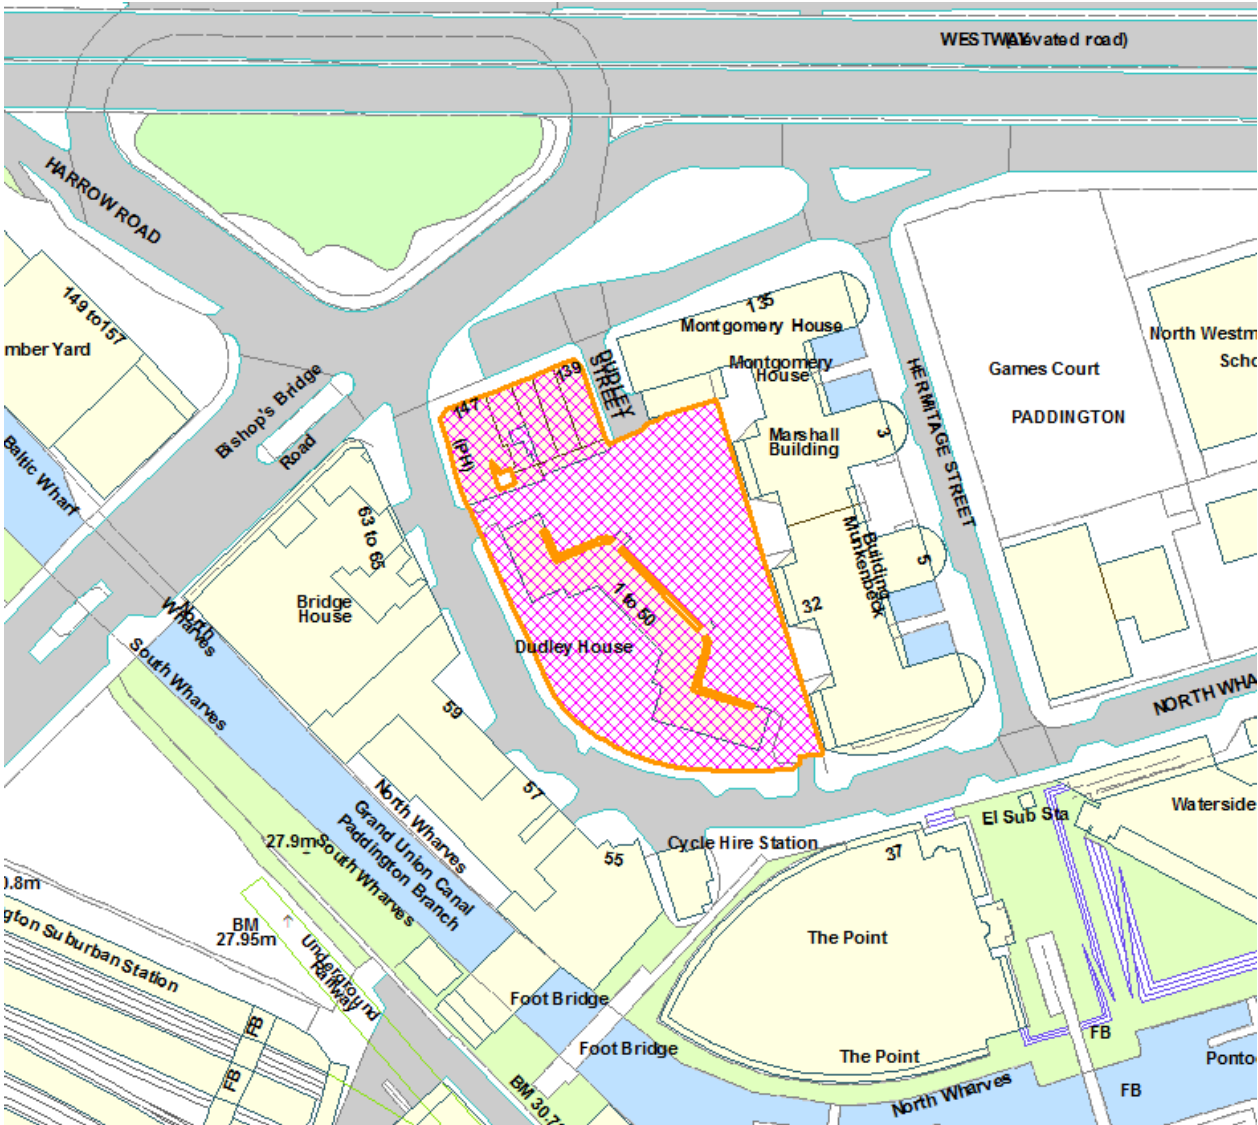 WESTWAY
(Elevated road)
HARROW ROAD
149 to157
mber Yard
Bishop's Bridge
Road
Baltic Wharf
135
Montgomery House
Montgomery
House
DUDLEY
STREET
139
147
(PH)
HERMITAGE STREET
Games Court
PADDINGTON
North Westm
Scho
Marshall
Building
3
63 to 65
Building
Munkenbeck
5
32
1 to 50
Dudley House
Bridge
House
North
Wharves
South Wharves
59
57
55
NORTH WHA
North Wharves
Grand Union Canal
Paddington Branch
27.9m
South Wharves
0.8m
BM
27.95m
gton Suburban Station
Underground
Railway
FB
FB
Cycle Hire Station
37
El Sub Sta
Waterside
The Point
The Point
Foot Bridge
Foot Bridge
FB
FB
Ponto
North Wharves